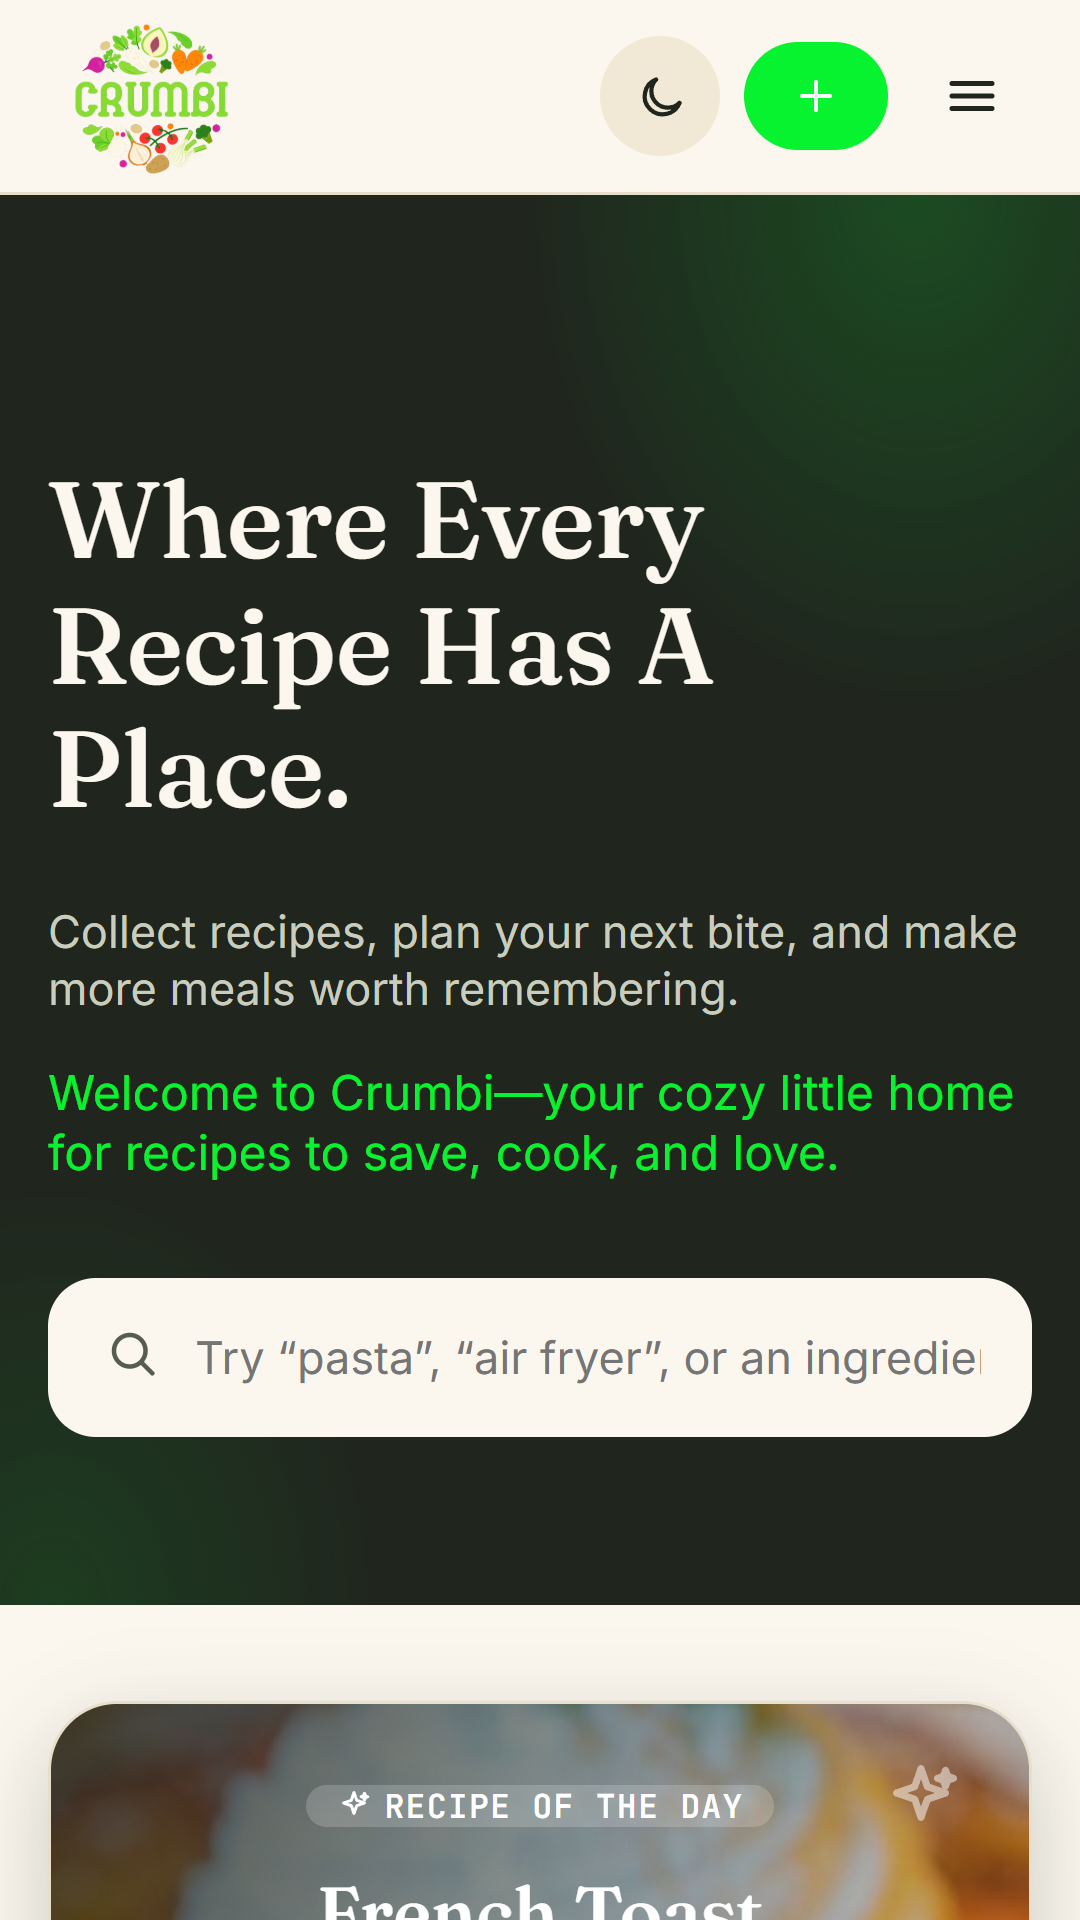 CRUMBI
Where Every
Recipe Has A
Place.
Collect recipes, plan your next bite, and make
more meals worth remembering.
Welcome to Crumbi—your cozy little home
for recipes to save, cook, and love.
Try “pasta”, “air fryer”, or an ingredie
RECIPE OF THE DAY
French Toast